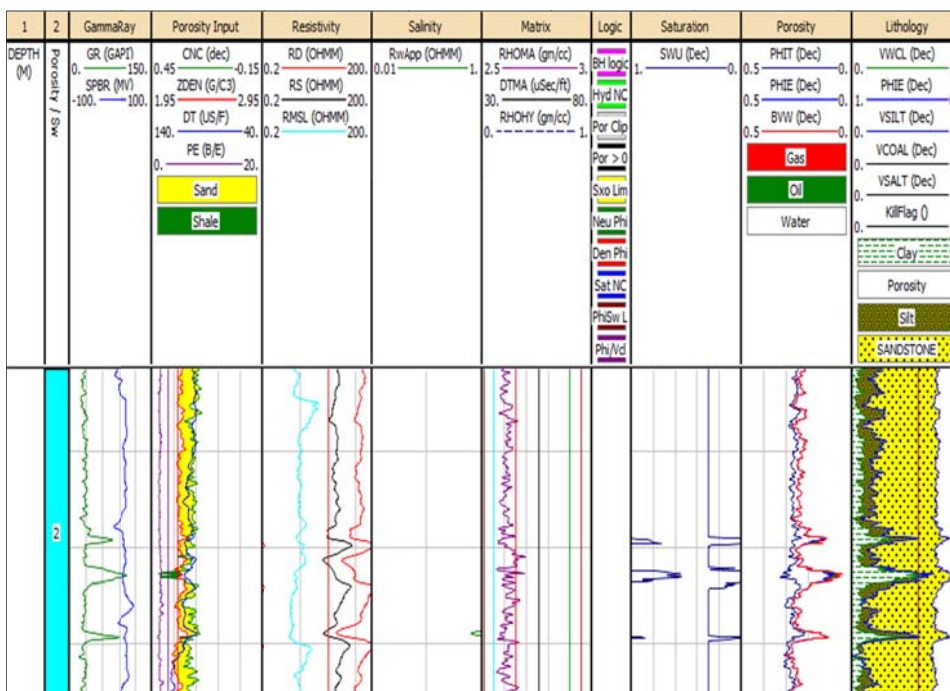 1 2 GammaRay Porosity Input Resistivity Salinity Matrix Logic Saturation Porosity Lithology
DEPTH
(M)
Porosity / Sw
GR (GAPI)
0. 150.
SPBR (MV)
-100. 100.
CNC (dec)
0.45 -0.15
ZDEN (G/C3)
1.95 2.95
DT (US/F)
140. 40.
PE (B/E)
0. 20.
Sand
Shale
RD (OHMM)
0.2 200.
RS (OHMM)
0.2 200.
RMSL (OHMM)
0.2 200.
RwApp (OHMM)
0.01 1.
RHOMA (gm/cc)
2.5 3.
DTMA (uSec/ft)
30. 80.
RHOHY (gm/cc)
0. 1.
BH logic
Hyd NC
Por Clip
Por > 0
Sxo Lim
Neu Phi
Den Phi
Sat NC
PhiSw L
Phi/Vcl
SWU (Dec)
1. 0.
PHIT (Dec)
0.5 0.
PHIE (Dec)
0.5 0.
BVW (Dec)
0.5 0.
Gas
Oil
Water
VWCL (Dec)
0.
PHIE (Dec)
1.
VSILT (Dec)
0.
VCOAL (Dec)
0.
VSALT (Dec)
0.
KillFlag ()
0.
Clay
Porosity
Silt
SANDSTONE
2